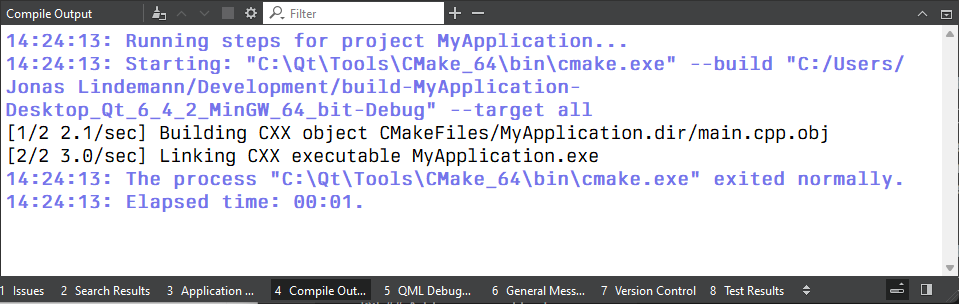 Compile Output
Filter
14:24:13: Running steps for project MyApplication...
14:24:13: Starting: "C:\Qt\Tools\CMake_64\bin\cmake.exe" --build "C:/Users/
Jonas Lindemann/Development/build-MyApplication-
Desktop_Qt_6_4_2_MinGW_64_bit-Debug" --target all
[1/2 2.1/sec] Building CXX object CMakeFiles/MyApplication.dir/main.cpp.obj
[2/2 3.0/sec] Linking CXX executable MyApplication.exe
14:24:13: The process "C:\Qt\Tools\CMake_64\bin\cmake.exe" exited normally.
14:24:13: Elapsed time: 00:01.
1 Issues 2 Search Results 3 Application ... 4 Compile Out... 5 QML Debug... 6 General Mess... 7 Version Control 8 Test Results